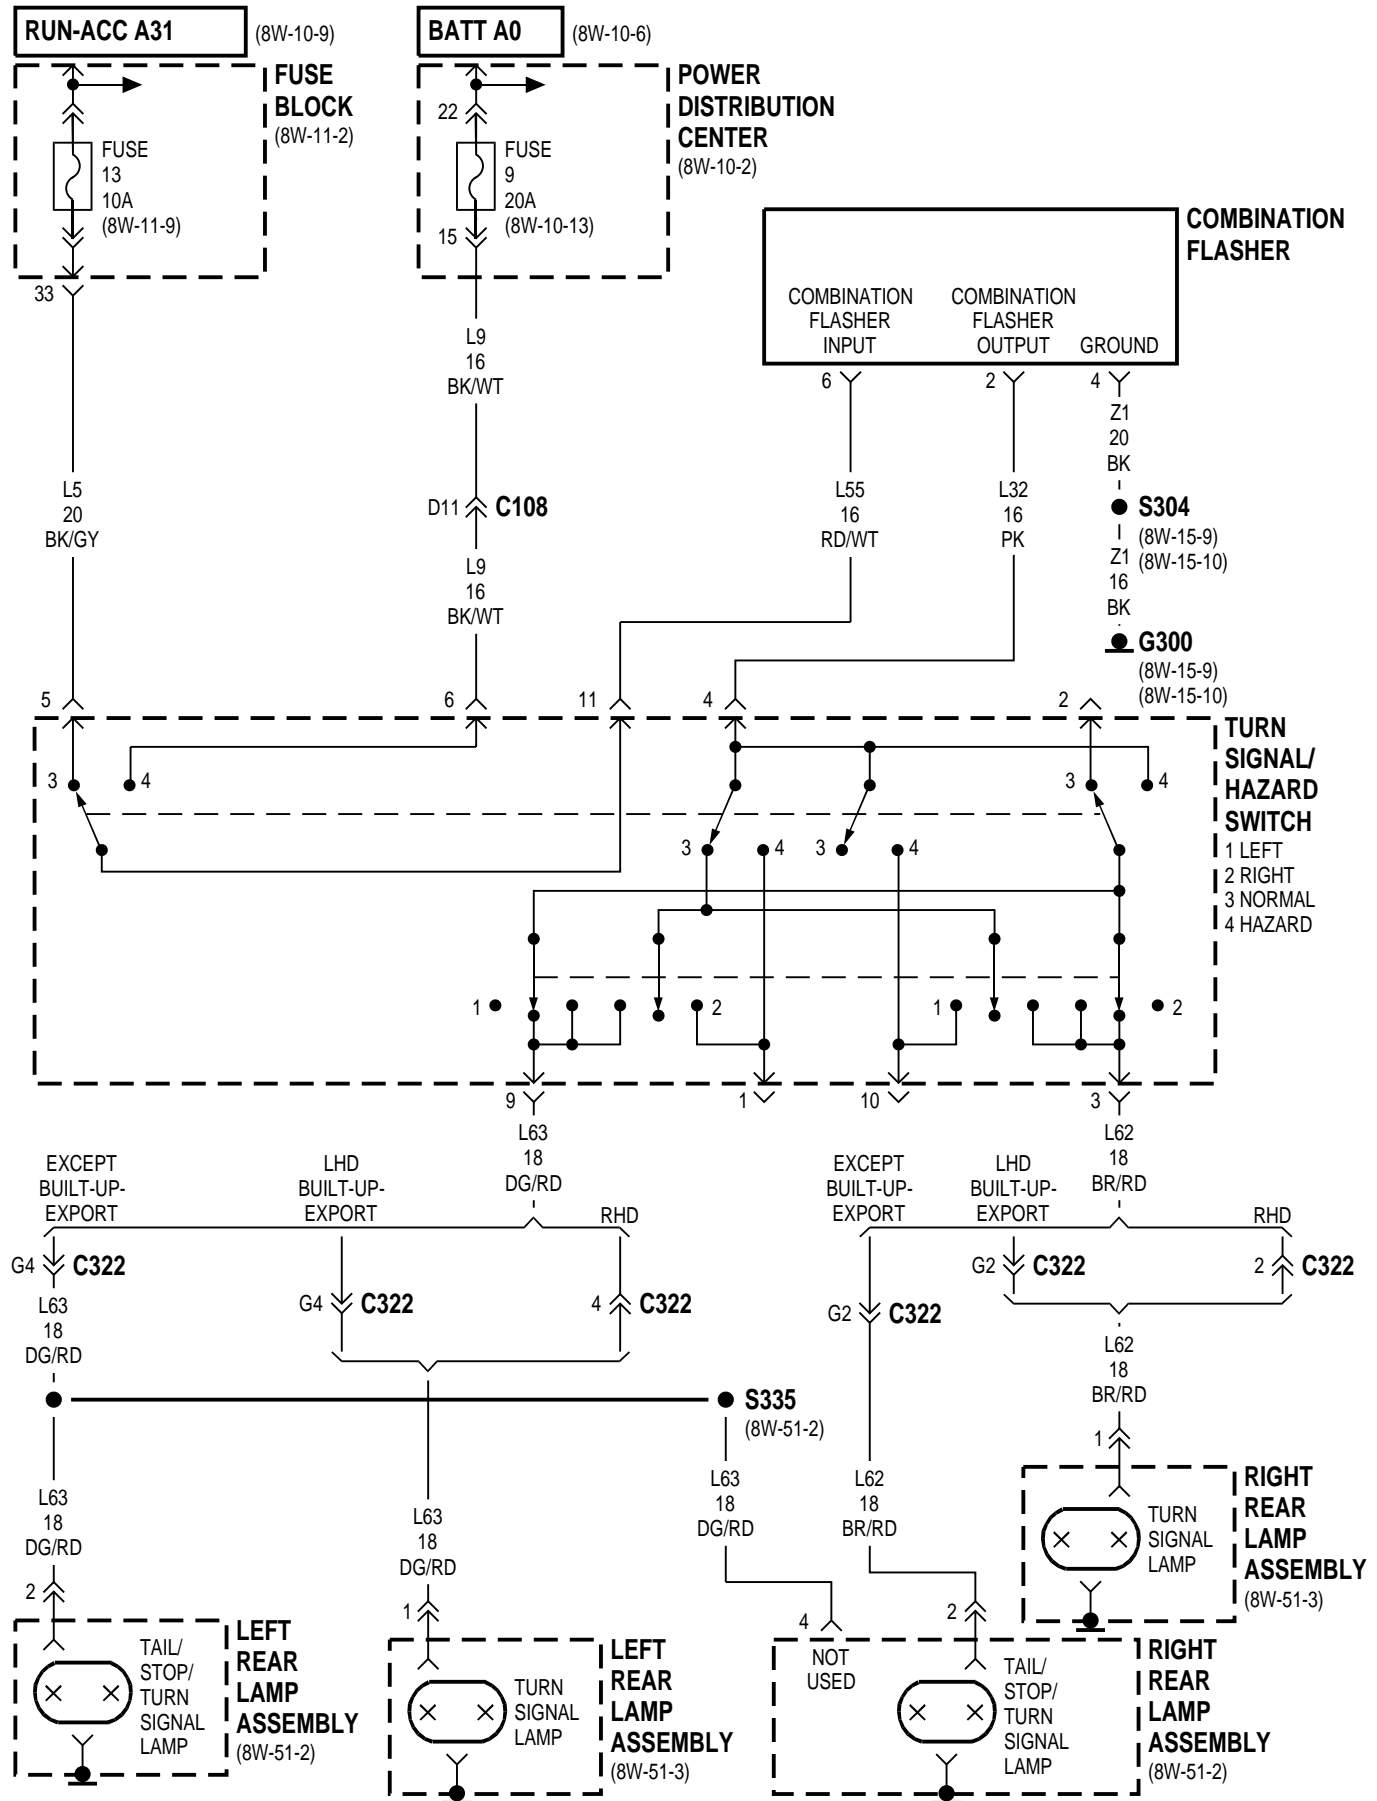 RUN-ACC A31
(8W-10-9)
BATT A0
(8W-10-6)
FUSE
BLOCK
(8W-11-2)
FUSE
13
10A
(8W-11-9)
33
POWER
DISTRIBUTION
CENTER
(8W-10-2)
22
FUSE
9
20A
(8W-10-13)
15
COMBINATION
FLASHER
COMBINATION
FLASHER
INPUT
COMBINATION
FLASHER
OUTPUT
GROUND
6
2
4
L9
16
BK/WT
Z1
20
BK
L5
20
BK/GY
D11
C108
L55
16
RD/WT
L32
16
PK
S304
(8W-15-9)
(8W-15-10)
L9
16
BK/WT
Z1
16
BK
G300
(8W-15-9)
(8W-15-10)
5
6
11
4
2
TURN
SIGNAL/
HAZARD
SWITCH
1 LEFT
2 RIGHT
3 NORMAL
4 HAZARD
3
4
3
4
3
4
3
4
1
2
1
2
9
1
10
3
L63
18
DG/RD
L62
18
BR/RD
EXCEPT
BUILT-UP-
EXPORT
LHD
BUILT-UP-
EXPORT
RHD
EXCEPT
BUILT-UP-
EXPORT
LHD
BUILT-UP-
EXPORT
RHD
G4
C322
G4
C322
4
C322
G2
C322
G2
C322
2
C322
L63
18
DG/RD
L62
18
BR/RD
S335
(8W-51-2)
1
L63
18
DG/RD
L63
18
DG/RD
L63
18
DG/RD
L62
18
BR/RD
RIGHT
REAR
LAMP
ASSEMBLY
(8W-51-3)
TURN
SIGNAL
LAMP
2
1
4
2
LEFT
REAR
LAMP
ASSEMBLY
(8W-51-2)
TAIL/
STOP/
TURN
SIGNAL
LAMP
LEFT
REAR
LAMP
ASSEMBLY
(8W-51-3)
TURN
SIGNAL
LAMP
NOT
USED
TAIL/
STOP/
TURN
SIGNAL
LAMP
RIGHT
REAR
LAMP
ASSEMBLY
(8W-51-2)